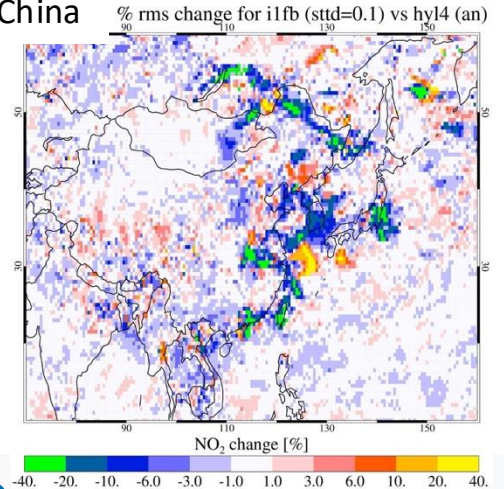 China
% rms change for i1fb (sttd=0.1) vs hyl4 (an)
90 110 130 150
50 50
30 30
90 110 130 150
NO₂ change [%]
-40. -20. -10. -6.0 -3.0 -1.0 1.0 3.0 6.0 10. 20. 40.